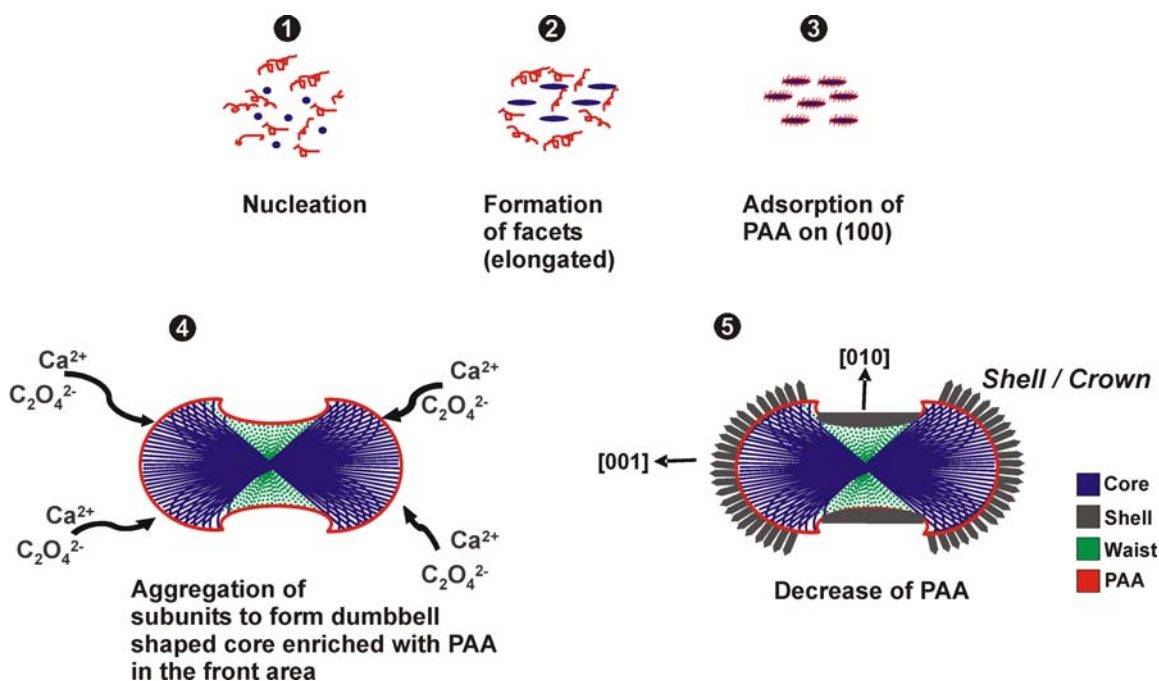 1
2
3
Nucleation
Formation
of facets
(elongated)
Adsorption of
PAA on (100)
4
Ca²⁺
C₂O₄²⁻
Ca²⁺
C₂O₄²⁻
Ca²⁺
C₂O₄²⁻
Ca²⁺
C₂O₄²⁻
Aggregation of
subunits to form dumbbell
shaped core enriched with PAA
in the front area
5
[010]
Shell / Crown
[001]
Core
Shell
Waist
PAA
Decrease of PAA